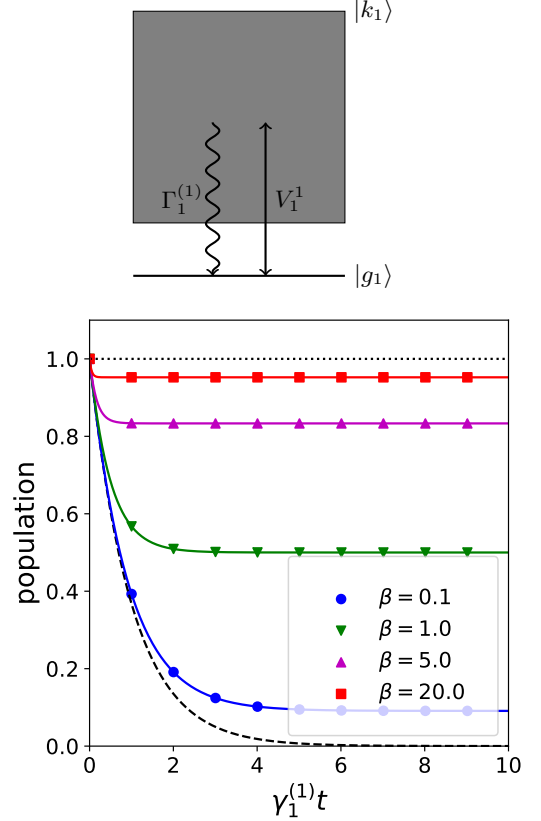 |k₁⟩
Γ₁⁽¹⁾ V₁¹
|g₁⟩
1.0
0.8
0.6
0.4
0.2
0.0
population
β = 0.1
β = 1.0
β = 5.0
β = 20.0
0 2 4 6 8 10
γ₁⁽¹⁾t